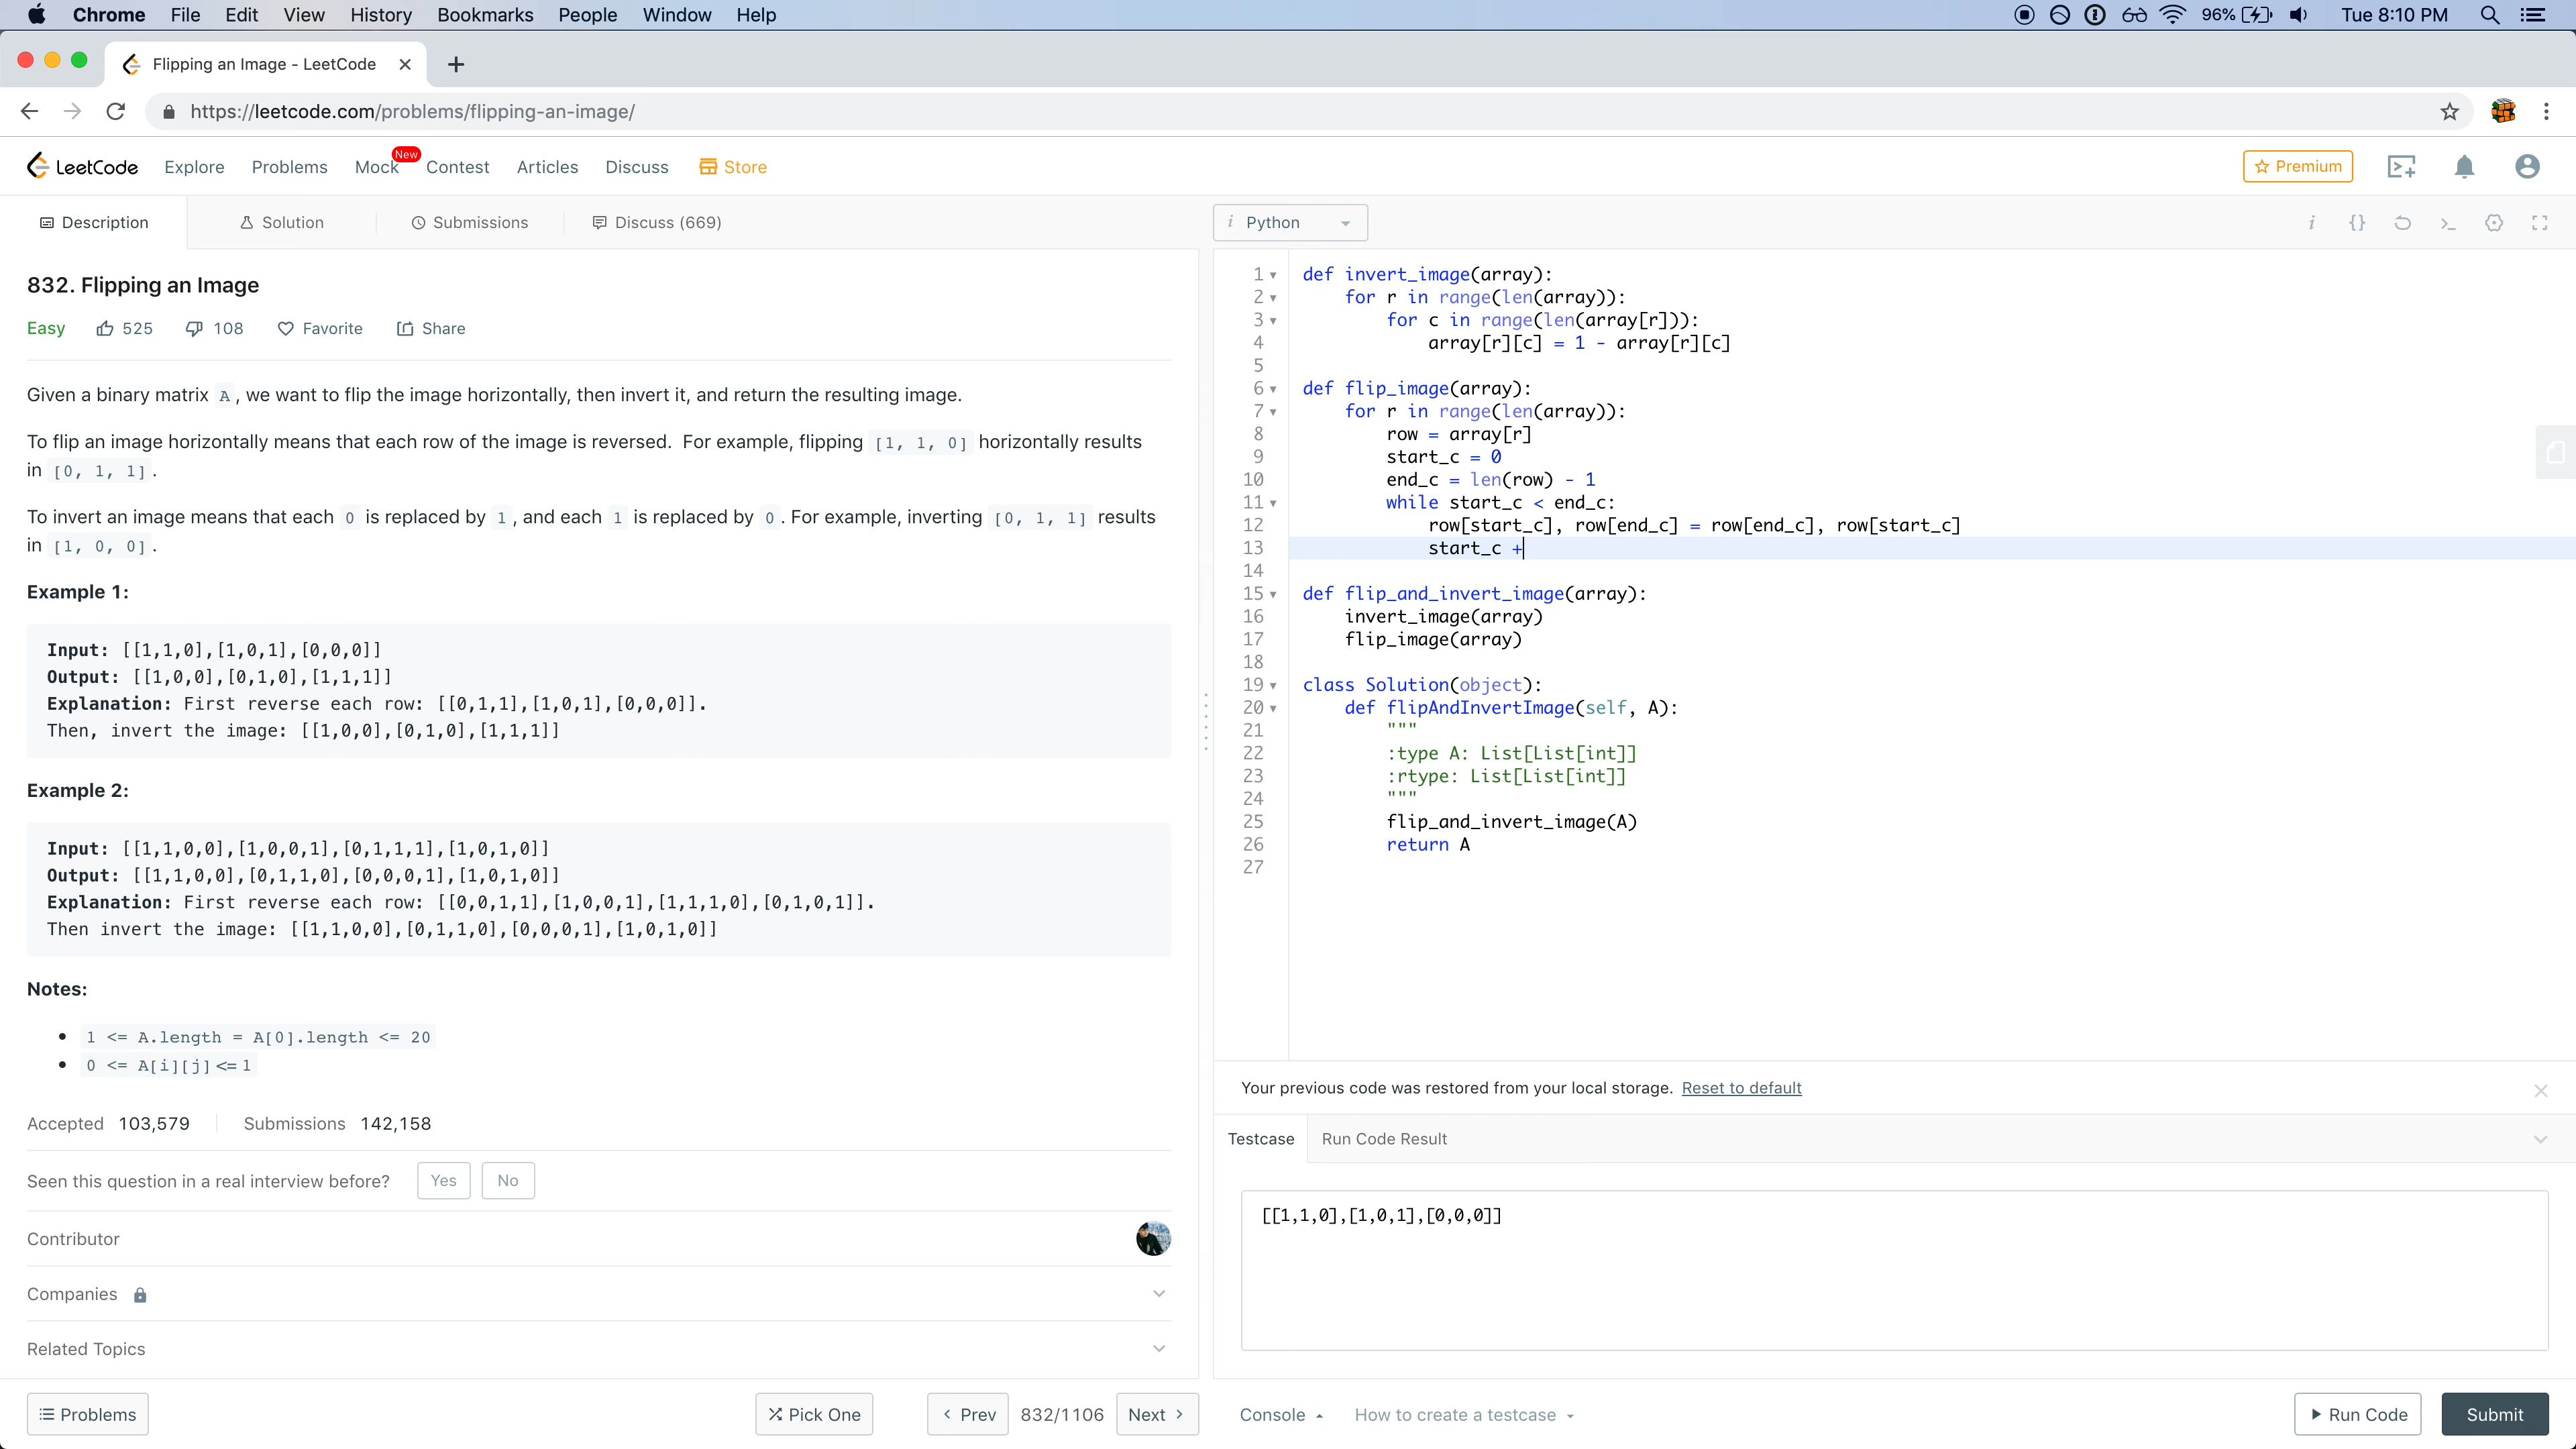 Chrome File Edit View History Bookmarks People Window Help 96% Tue 8:10 PM
Flipping an Image - LeetCode
https://leetcode.com/problems/flipping-an-image/
LeetCode Explore Problems Mock New Contest Articles Discuss Store Premium
Description Solution Submissions Discuss (669)
832. Flipping an Image
Easy 525 108 Favorite Share
Given a binary matrix A, we want to flip the image horizontally, then invert it, and return the resulting image.
To flip an image horizontally means that each row of the image is reversed.  For example, flipping [1, 1, 0] horizontally results
in [0, 1, 1].
To invert an image means that each 0 is replaced by 1, and each 1 is replaced by 0. For example, inverting [0, 1, 1] results
in [1, 0, 0].
Example 1:
Input: [[1,1,0],[1,0,1],[0,0,0]]
Output: [[1,0,0],[0,1,0],[1,1,1]]
Explanation: First reverse each row: [[0,1,1],[1,0,1],[0,0,0]].
Then, invert the image: [[1,0,0],[0,1,0],[1,1,1]]
Example 2:
Input: [[1,1,0,0],[1,0,0,1],[0,1,1,1],[1,0,1,0]]
Output: [[1,1,0,0],[0,1,1,0],[0,0,0,1],[1,0,1,0]]
Explanation: First reverse each row: [[0,0,1,1],[1,0,0,1],[1,1,1,0],[0,1,0,1]].
Then invert the image: [[1,1,0,0],[0,1,1,0],[0,0,0,1],[1,0,1,0]]
Notes:
• 1 <= A.length = A[0].length <= 20
• 0 <= A[i][j] <= 1
Accepted 103,579 Submissions 142,158
Seen this question in a real interview before? Yes No
Contributor
Companies
Related Topics
Problems Pick One Prev 832/1106 Next
Python
1 def invert_image(array):
2     for r in range(len(array)):
3         for c in range(len(array[r])):
4             array[r][c] = 1 - array[r][c]
5
6 def flip_image(array):
7     for r in range(len(array)):
8         row = array[r]
9         start_c = 0
10         end_c = len(row) - 1
11         while start_c < end_c:
12             row[start_c], row[end_c] = row[end_c], row[start_c]
13             start_c +
14
15 def flip_and_invert_image(array):
16     invert_image(array)
17     flip_image(array)
18
19 class Solution(object):
20     def flipAndInvertImage(self, A):
21         """
22         :type A: List[List[int]]
23         :rtype: List[List[int]]
24         """
25         flip_and_invert_image(A)
26         return A
27
Your previous code was restored from your local storage. Reset to default
Testcase Run Code Result
[[1,1,0],[1,0,1],[0,0,0]]
Console How to create a testcase Run Code Submit